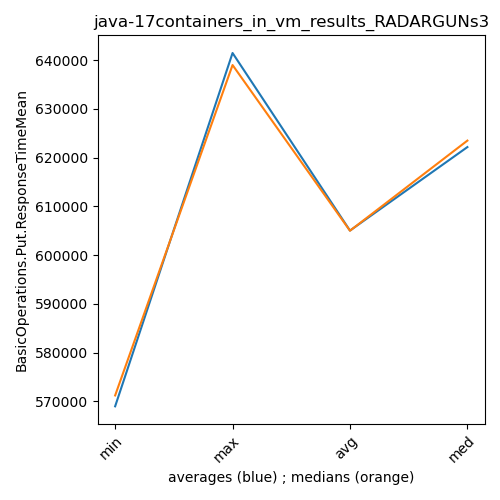 java-17containers_in_vm_results_RADARGUNs3
640000
630000
620000
610000
600000
590000
580000
570000
BasicOperations.Put.ResponseTimeMean
min
max
avg
med
averages (blue) ; medians (orange)